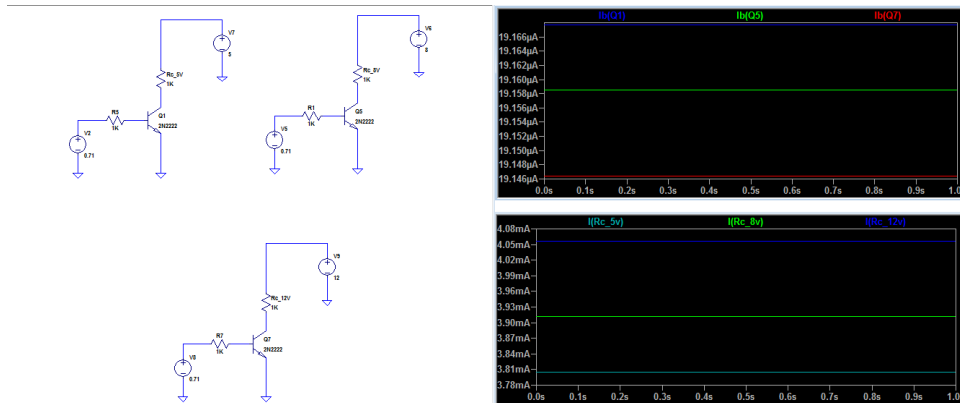 V7
5
Rc_5V
1K
R5
1K
Q1
2N2222
V2
0.71
V6
8
Rc_8V
1K
R1
1K
Q5
2N2222
V5
0.71
V9
12
Rc_12V
1K
R7
1K
Q7
2N2222
V8
0.71
Ib(Q1) Ib(Q5) Ib(Q7)
19.166µA
19.164µA
19.162µA
19.160µA
19.158µA
19.156µA
19.154µA
19.152µA
19.150µA
19.148µA
19.146µA
0.0s 0.1s 0.2s 0.3s 0.4s 0.5s 0.6s 0.7s 0.8s 0.9s 1.0
I(Rc_5v) I(Rc_8v) I(Rc_12v)
4.08mA
4.05mA
4.02mA
3.99mA
3.96mA
3.93mA
3.90mA
3.87mA
3.84mA
3.81mA
3.78mA
0.0s 0.1s 0.2s 0.3s 0.4s 0.5s 0.6s 0.7s 0.8s 0.9s 1.0